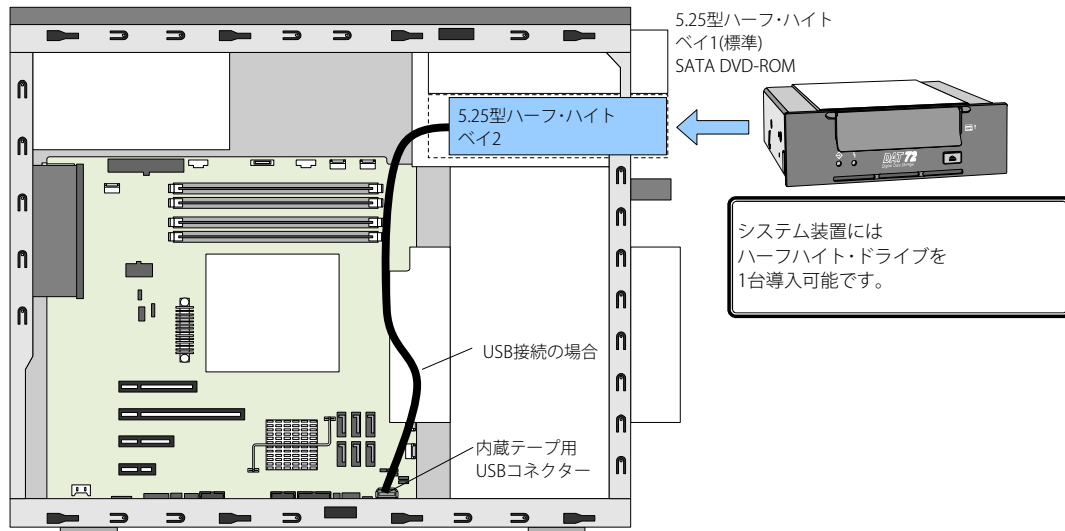 5.25型ハーフ・ハイト
ベイ1(標準)
SATA DVD-ROM
5.25型ハーフ・ハイト
ベイ2
DAT 72
Digital Data Storage
システム装置には
ハーフハイト・ドライブを
1台導入可能です。
USB接続の場合
内蔵テープ用
USBコネクター